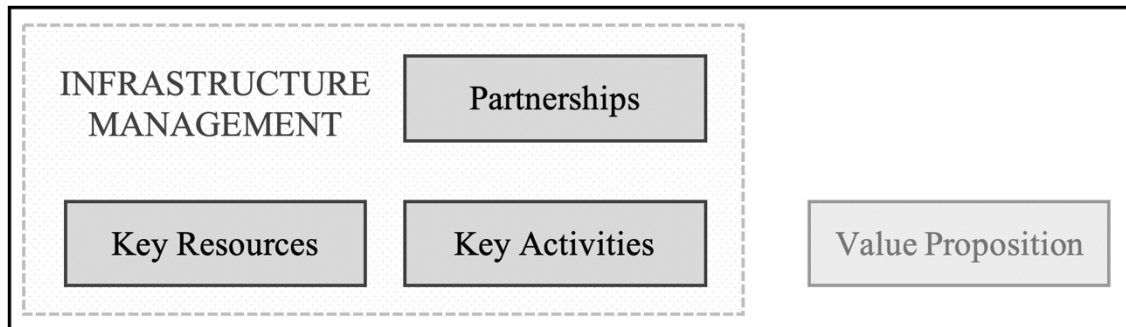 INFRASTRUCTURE
MANAGEMENT
Partnerships
Key Resources
Key Activities
Value Proposition